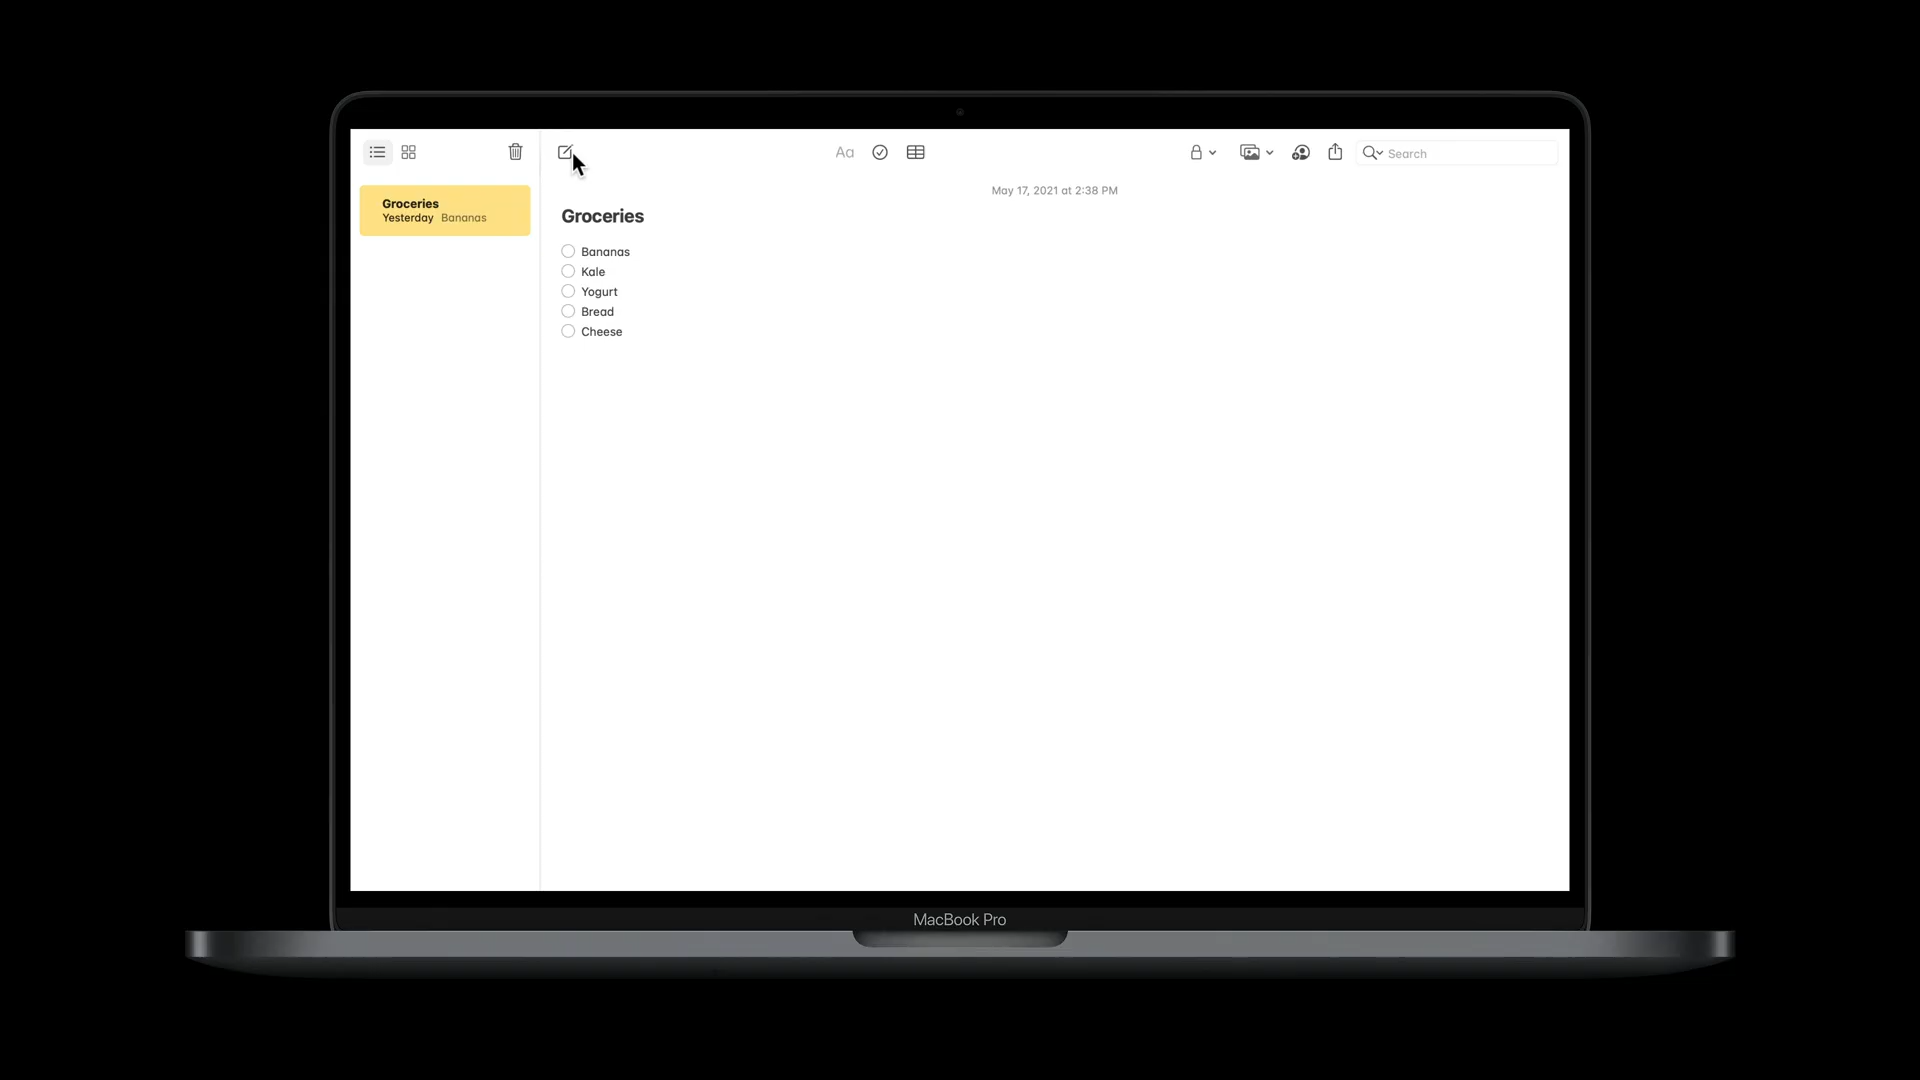 Aa
Search
Groceries
Yesterday Bananas
May 17, 2021 at 2:38 PM
Groceries
Bananas
Kale
Yogurt
Bread
Cheese
MacBook Pro